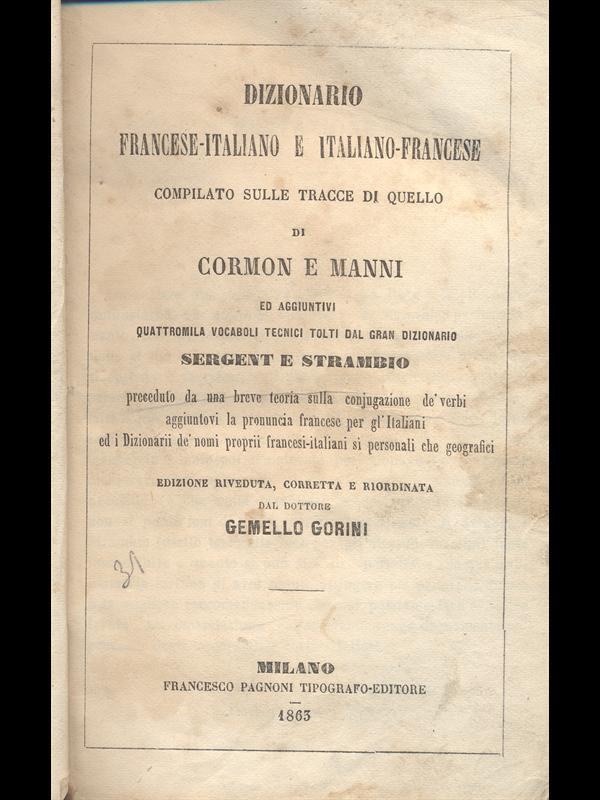 DIZIONARIO
FRANCESE-ITALIANO E ITALIANO-FRANCESE
COMPILATO SULLE TRACCE DI QUELLO
DI
CORMON E MANNI
ED AGGIUNTIVI
QUATTROMILA VOCABOLI TECNICI TOLTI DAL GRAN DIZIONARIO
SERGENT E STRAMBIO
preceduto da una breve teoria sulla conjugazione de' verbi
aggiuntovi la pronuncia francese per gl'Italiani
ed i Dizionarii de' nomi proprii francesi-italiani sì personali che geografici
EDIZIONE RIVEDUTA, CORRETTA E RIORDINATA
DAL DOTTORE
GEMELLO GORINI
MILANO
FRANCESCO PAGNONI TIPOGRAFO-EDITORE
1863